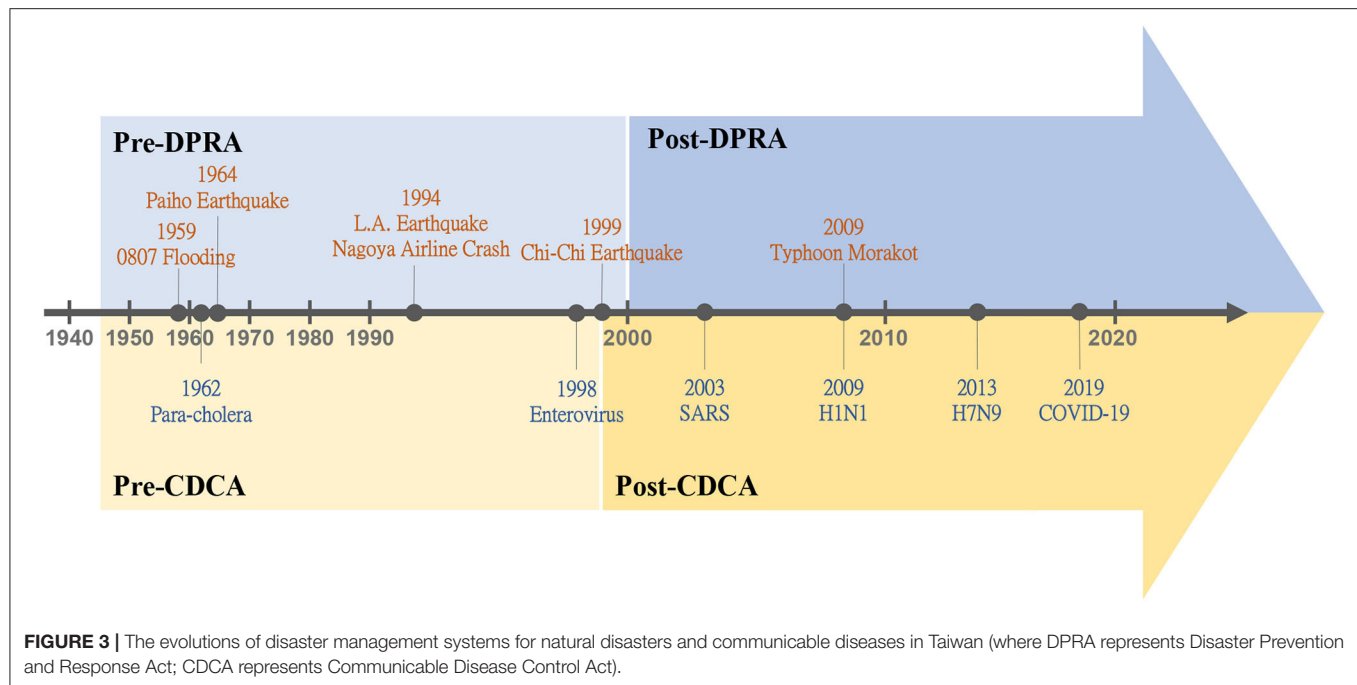 Pre-DPRA
Post-DPRA
1964
Paiho Earthquake
1959
0807 Flooding
1994
L.A. Earthquake
Nagoya Airline Crash
1999
Chi-Chi Earthquake
2009
Typhoon Morakot
1940 1950 1960 1970 1980 1990 2000 2010 2020
1962
Para-cholera
1998
Enterovirus
2003
SARS
2009
H1N1
2013
H7N9
2019
COVID-19
Pre-CDCA
Post-CDCA
FIGURE 3 | The evolutions of disaster management systems for natural disasters and communicable diseases in Taiwan (where DPRA represents Disaster Prevention
and Response Act; CDCA represents Communicable Disease Control Act).